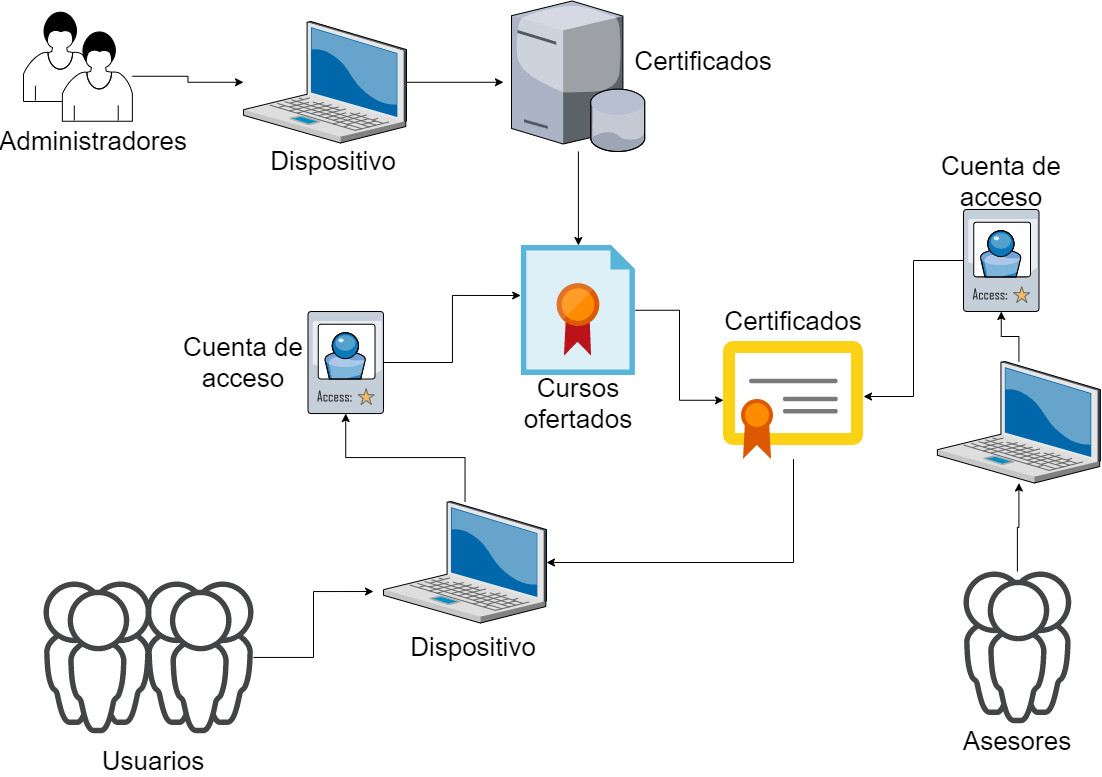 Certificados
Administradores
Dispositivo
Cuenta de
acceso
Access:
Certificados
Cuenta de
acceso
Access:
Cursos
ofertados
Dispositivo
Asesores
Usuarios